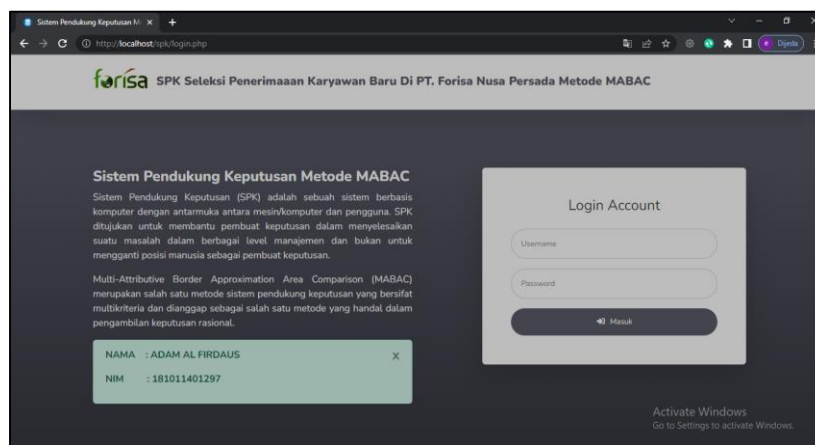 Sistem Pendukung Keputusan M
http://localhost/spk/login.php
Dijeda
forisa SPK Seleksi Penerimaaan Karyawan Baru Di PT. Forisa Nusa Persada Metode MABAC
Sistem Pendukung Keputusan Metode MABAC
Sistem Pendukung Keputusan (SPK) adalah sebuah sistem berbasis
komputer dengan antarmuka antara mesin/komputer dan pengguna. SPK
ditujukan untuk membantu pembuat keputusan dalam menyelesaikan
suatu masalah dalam berbagai level manajemen dan bukan untuk
mengganti posisi manusia sebagai pembuat keputusan.
Multi-Attributive Border Approximation Area Comparison (MABAC)
merupakan salah satu metode sistem pendukung keputusan yang bersifat
multikriteria dan dianggap sebagai salah satu metode yang handal dalam
pengambilan keputusan rasional.
NAMA : ADAM AL FIRDAUS X
NIM : 181011401297
Login Account
Username
Password
Masuk
Activate Windows
Go to Settings to activate Windows.